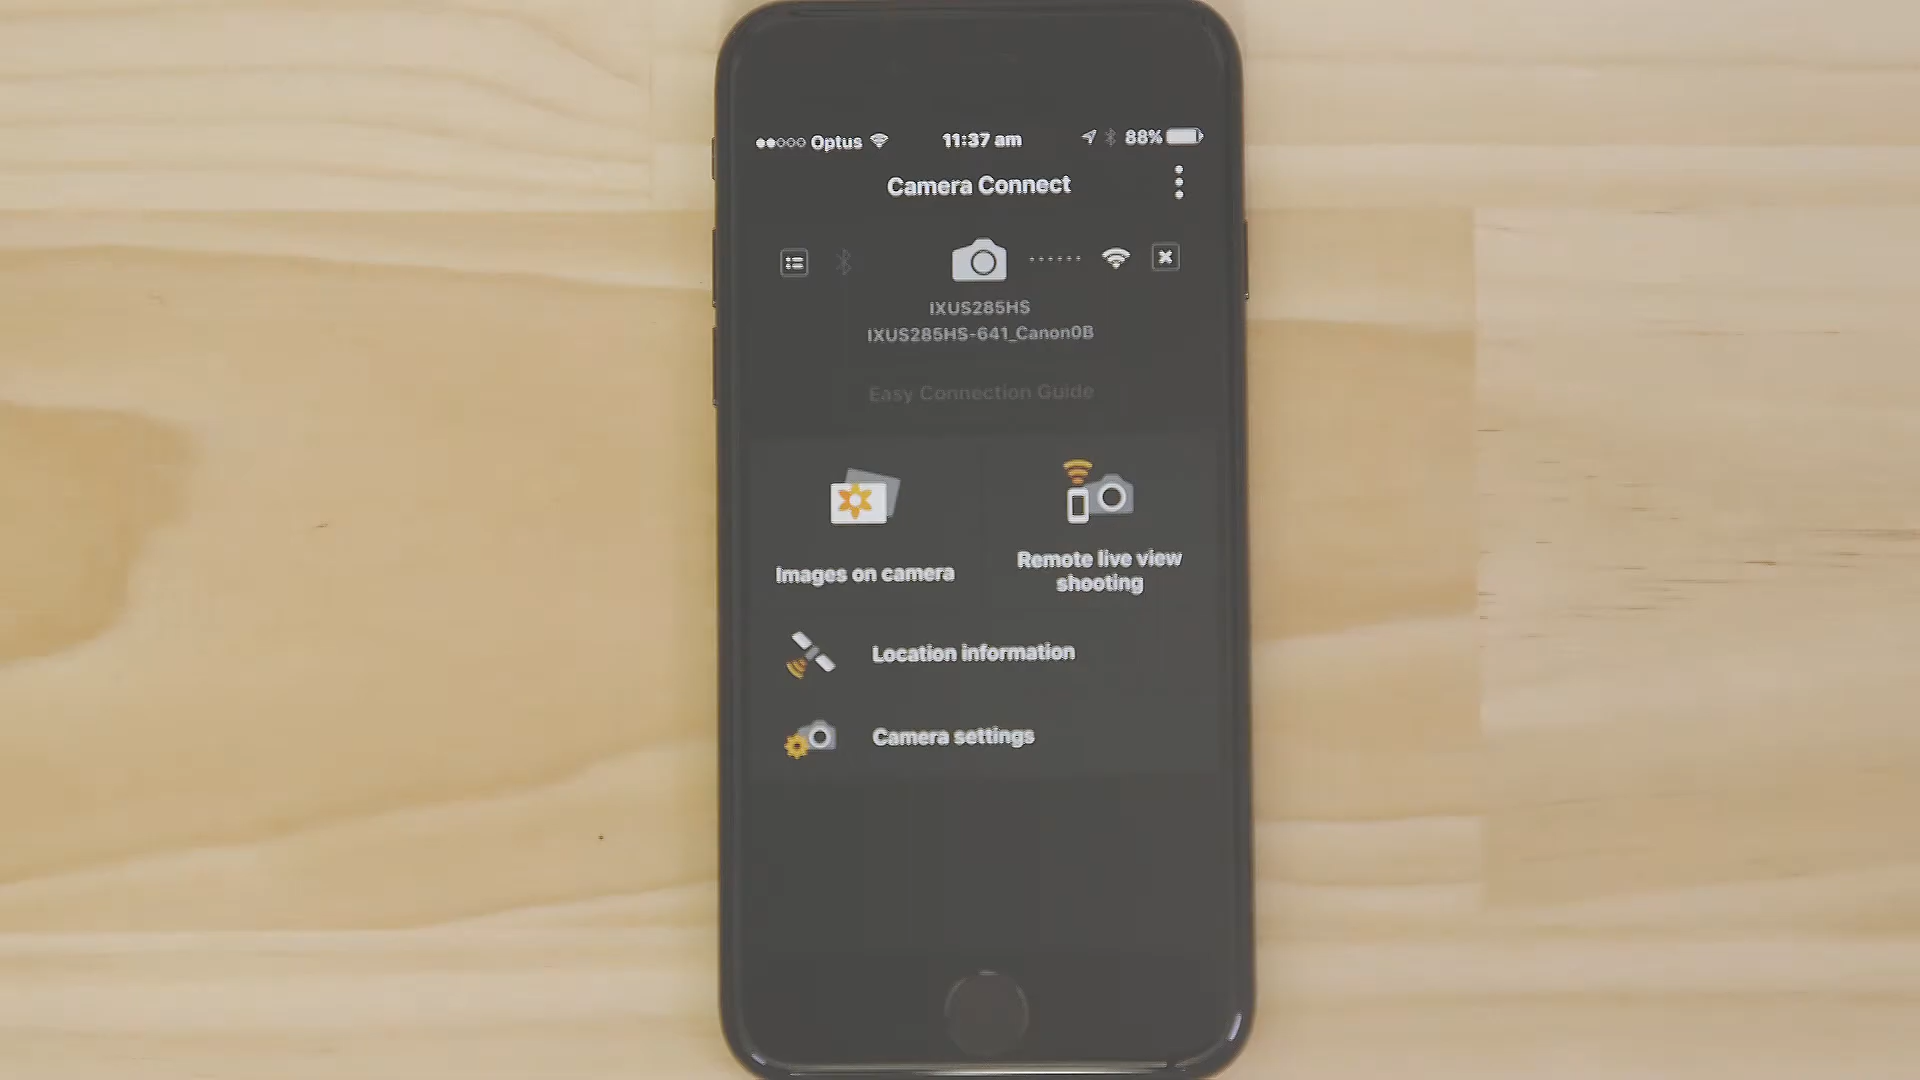 Optus 11:37 am 88%
Camera Connect
IXUS285HS
IXUS285HS-641_Canon0B
Easy Connection Guide
Images on camera
Remote live view
shooting
Location information
Camera settings